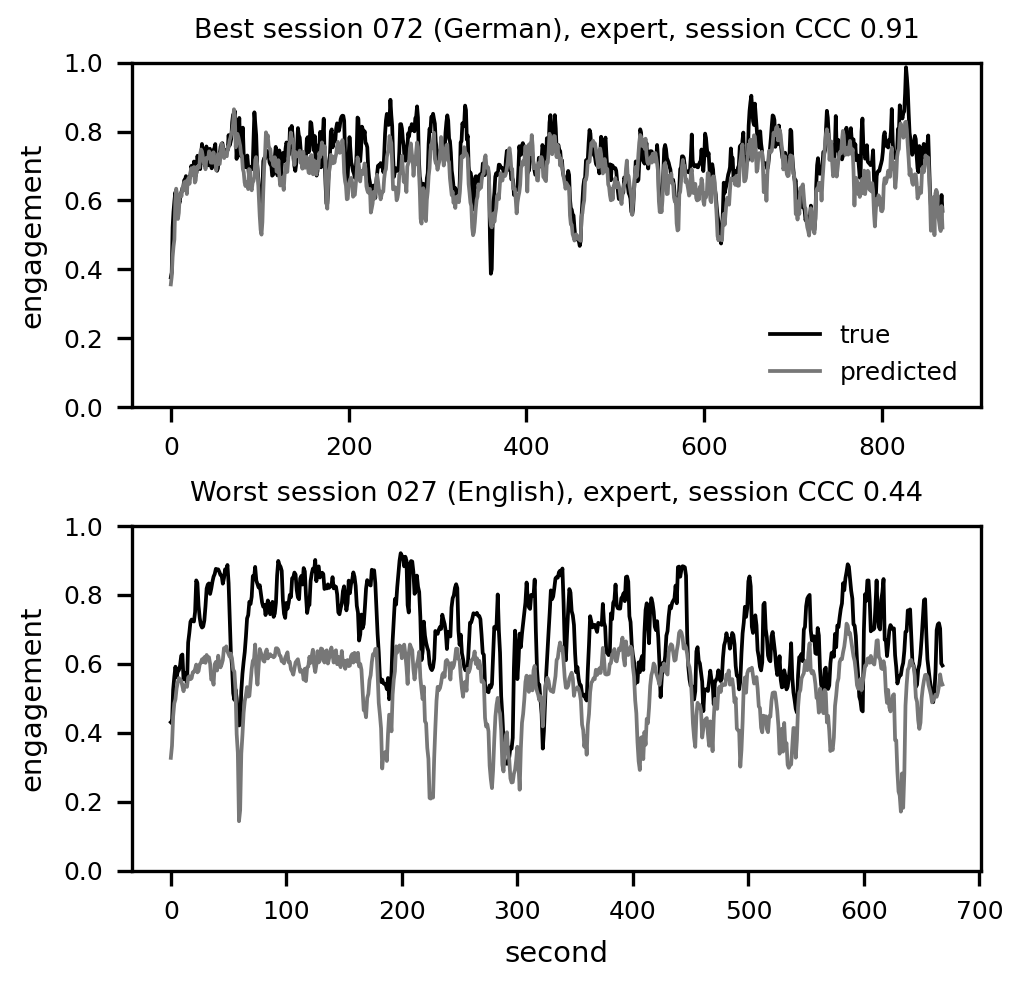 Best session 072 (German), expert, session CCC 0.91
engagement
1.0
0.8
0.6
0.4
0.2
0.0
true
predicted
0 200 400 600 800
Worst session 027 (English), expert, session CCC 0.44
engagement
1.0
0.8
0.6
0.4
0.2
0.0
0 100 200 300 400 500 600 700
second